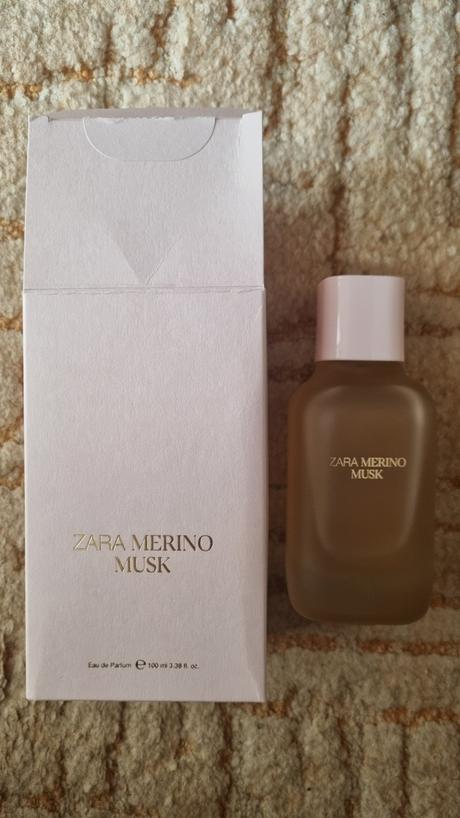 ZARA MERINO
MUSK
Eau de Parfum ℮ 100 ml 3.38 fl. oz.
ZARA MERINO
MUSK